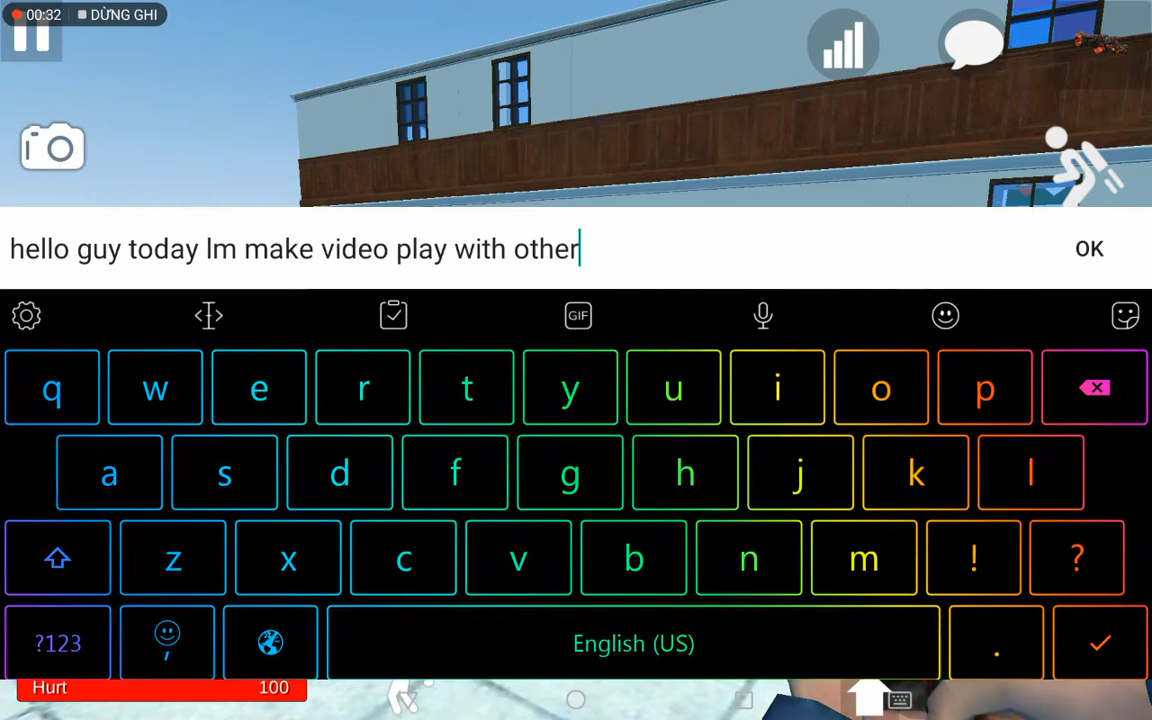 00:32 DỪNG GHI
hello guy today lm make video play with other
OK
GIF
q w e r t y u i o p
a s d f g h j k l
z x c v b n m ! ?
?123 , English (US) .
Hurt 100